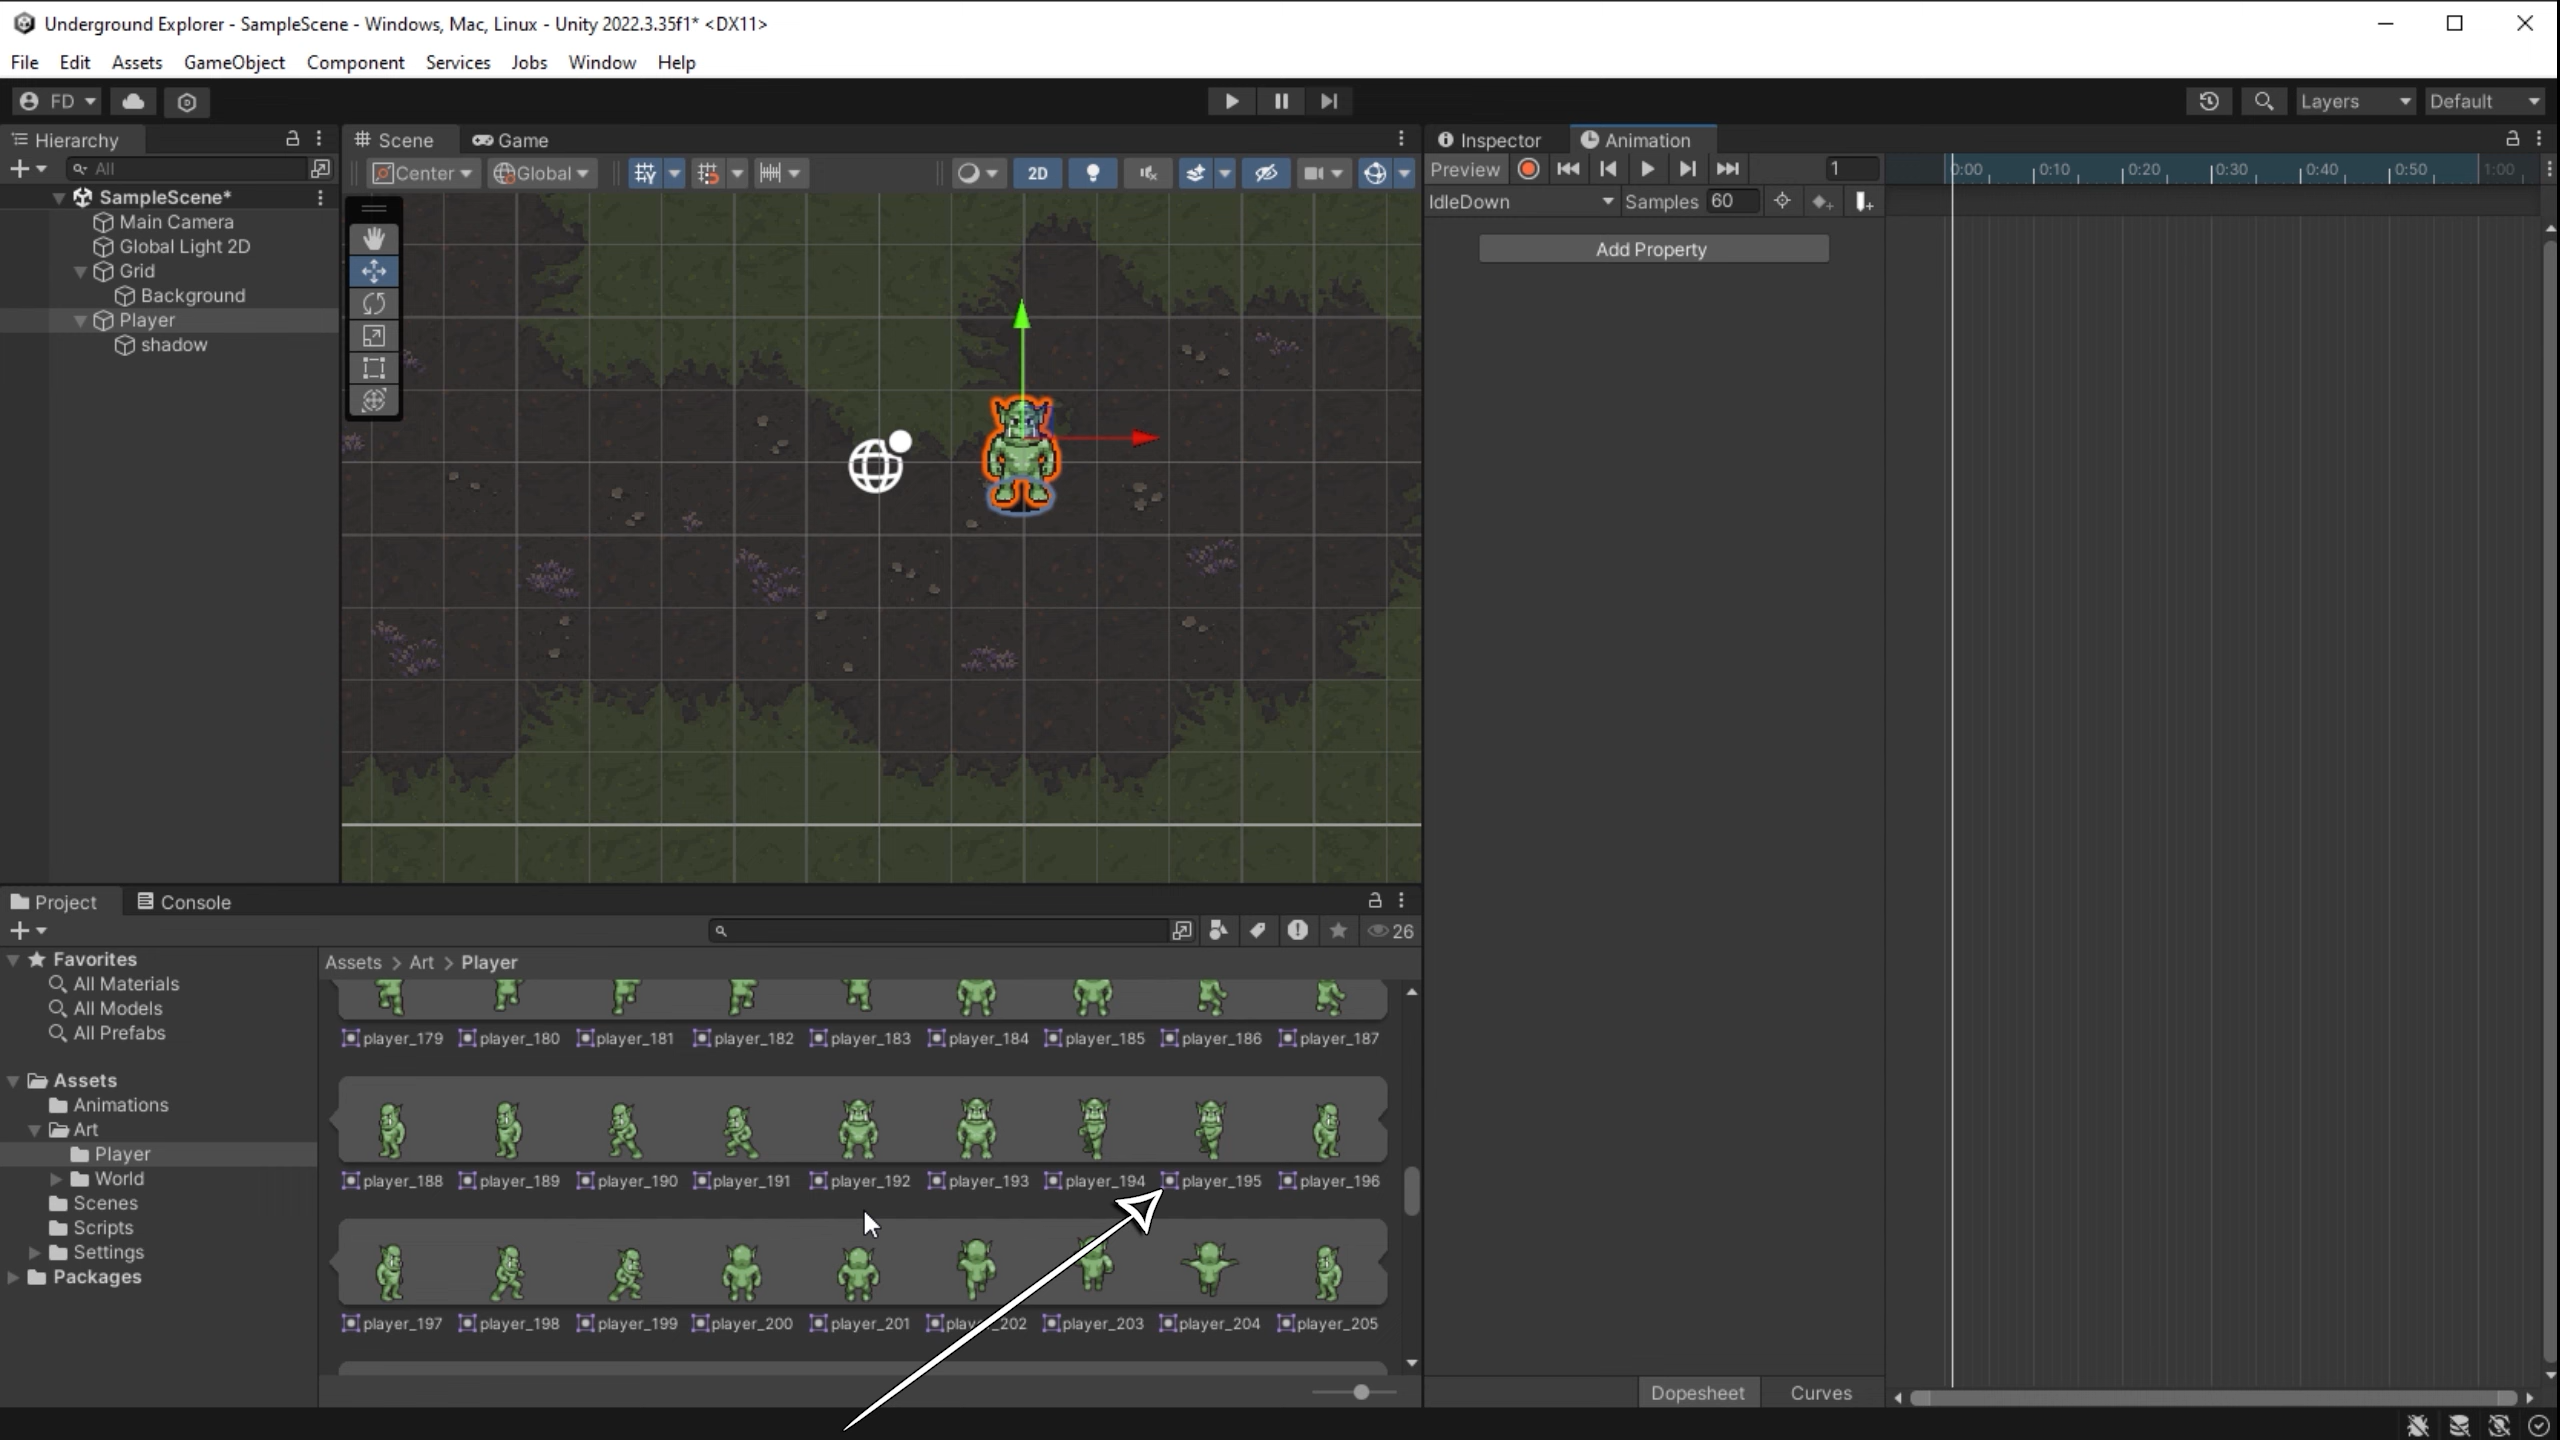 Underground Explorer - SampleScene - Windows, Mac, Linux - Unity 2022.3.35f1* <DX11>
File Edit Assets GameObject Component Services Jobs Window Help
FD Layers Default
Hierarchy
All
SampleScene*
Main Camera
Global Light 2D
Grid
Background
Player
shadow
Scene Game
Center Global 2D
Inspector Animation
Preview 1
IdleDown Samples 60
Add Property
0:00 0:10 0:20 0:30 0:40 0:50 1:00
Project Console
26
Favorites
All Materials
All Models
All Prefabs
Assets
Animations
Art
Player
World
Scenes
Scripts
Settings
Packages
Assets > Art > Player
player_179 player_180 player_181 player_182 player_183 player_184 player_185 player_186 player_187
player_188 player_189 player_190 player_191 player_192 player_193 player_194 player_195 player_196
player_197 player_198 player_199 player_200 player_201 player_202 player_203 player_204 player_205
Dopesheet Curves